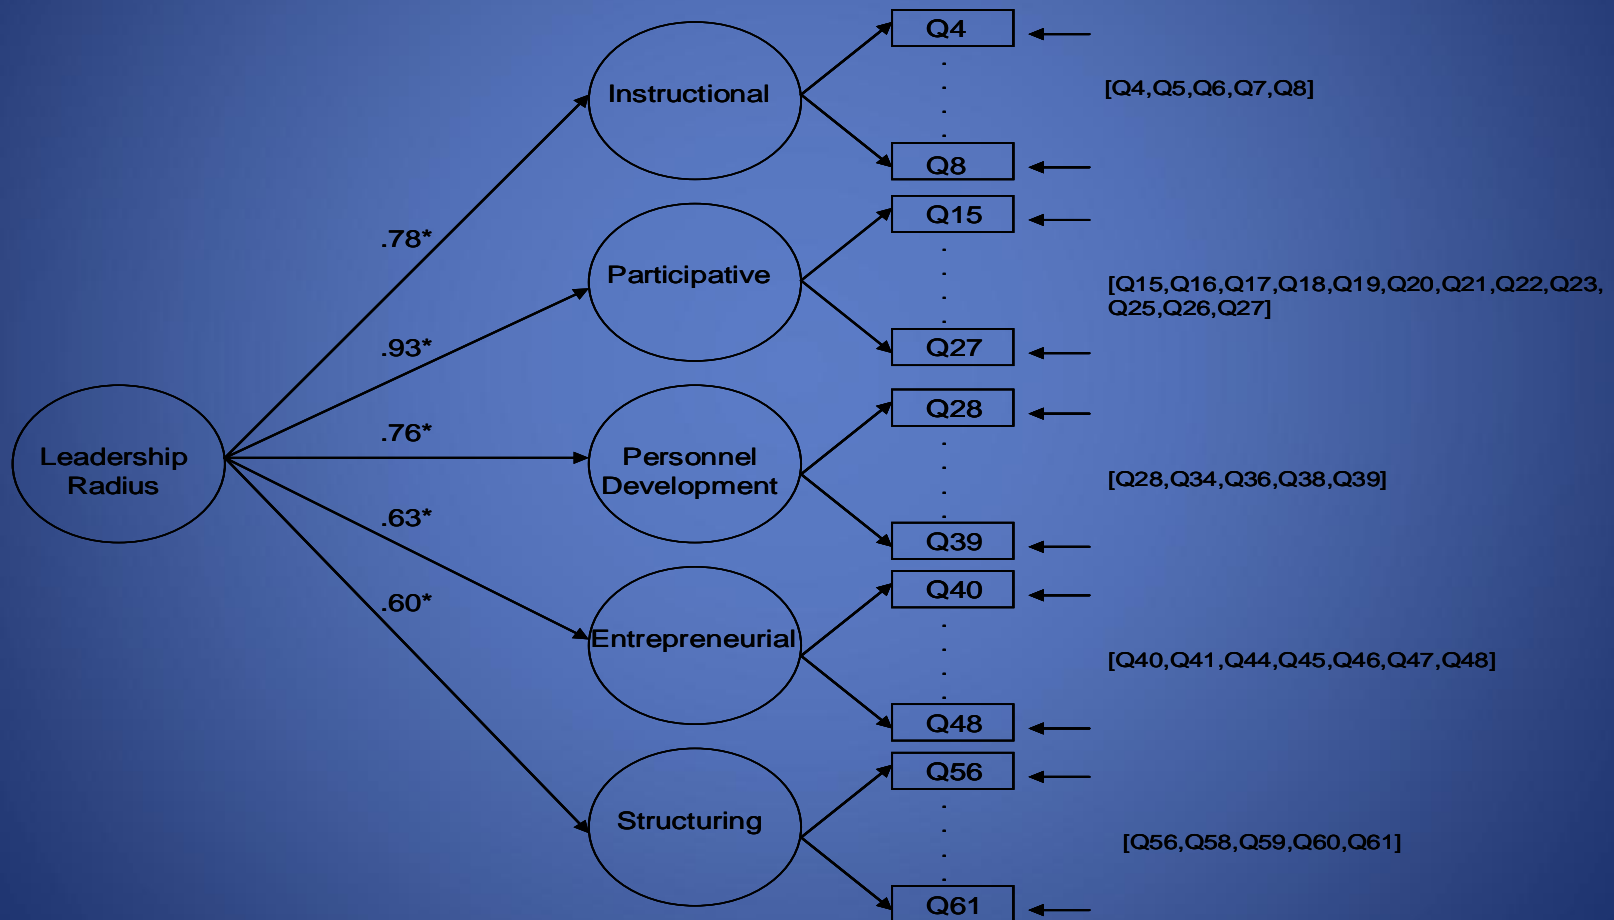 Q4
[Q4,Q5,Q6,Q7,Q8]
Instructional
Q8
Q15
.78*
Participative
[Q15,Q16,Q17,Q18,Q19,Q20,Q21,Q22,Q23,
Q25,Q26,Q27]
.93*
Q27
Q28
.76*
Leadership
Radius
Personnel
Development
[Q28,Q34,Q36,Q38,Q39]
.63*
Q39
Q40
.60*
Entrepreneurial
[Q40,Q41,Q44,Q45,Q46,Q47,Q48]
Q48
Q56
Structuring
[Q56,Q58,Q59,Q60,Q61]
Q61